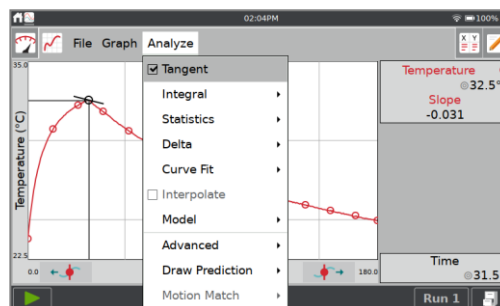 02:04PM 100%
File Graph Analyze X Y
Tangent
Integral
Statistics
Delta
Curve Fit
Interpolate
Model
Advanced
Draw Prediction
Motion Match
35.0
Temperature (°C)
22.5
0.0
180.0
Temperature
32.5°
Slope
-0.031
Time
31.5
Run 1